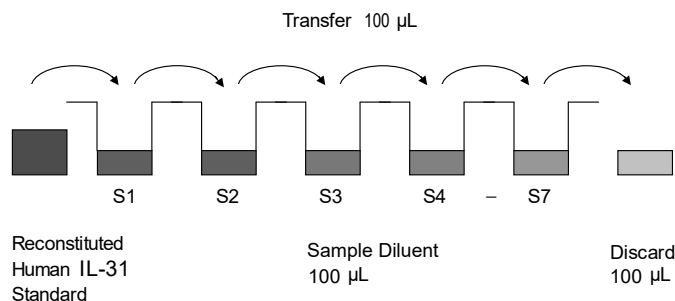 Transfer 100 µL
S1 S2 S3 S4 – S7
Reconstituted
Human IL-31
Standard
Sample Diluent
100 µL
Discard
100 µL